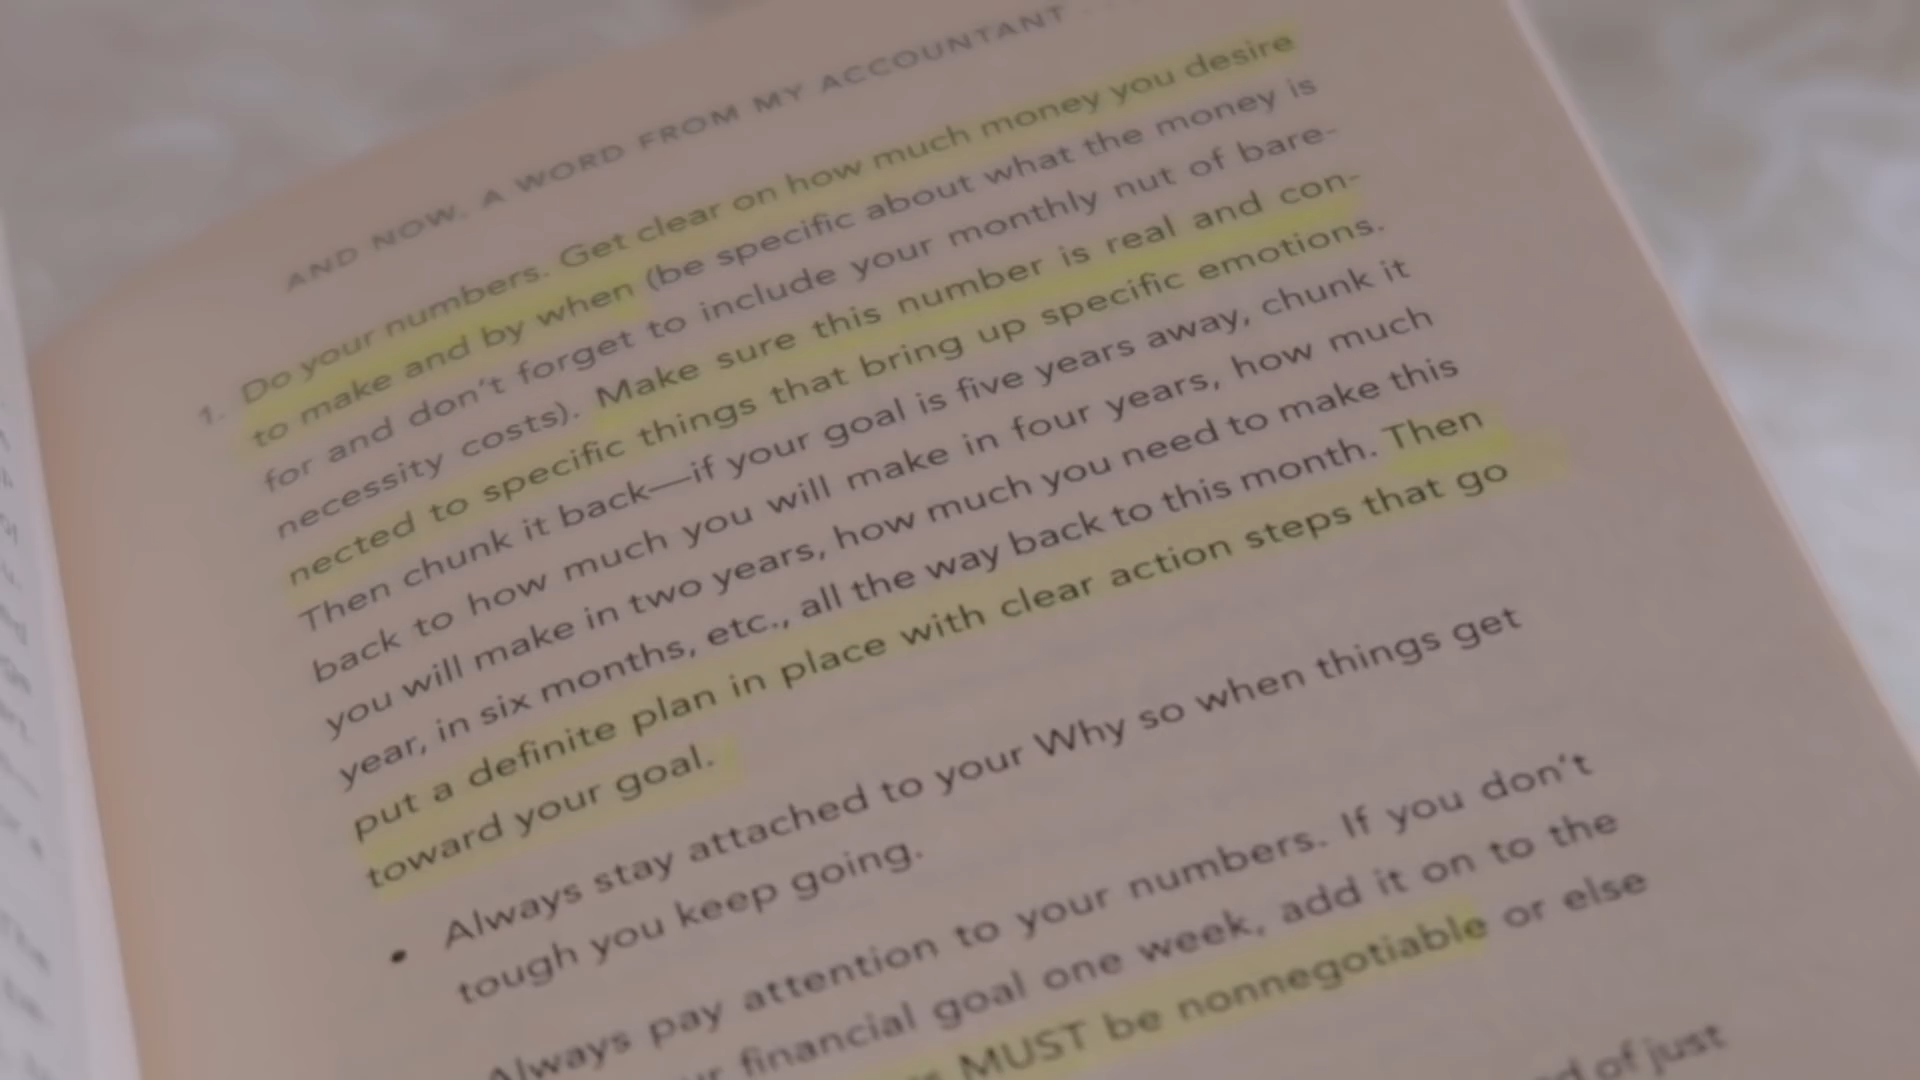 AND NOW, A WORD FROM MY ACCOUNTANT
1. Do your numbers. Get clear on how much money you desire
to make and by when (be specific about what the money is
for and don't forget to include your monthly nut of bare-
necessity costs). Make sure this number is real and con-
nected to specific things that bring up specific emotions.
Then chunk it back—if your goal is five years away, chunk it
back to how much you will make in four years, how much
you will make in two years, how much you need to make this
year, in six months, etc., all the way back to this month. Then
put a definite plan in place with clear action steps that go
toward your goal.
• Always stay attached to your Why so when things get
tough you keep going.
Always pay attention to your numbers. If you don't
financial goal one week, add it on to the
MUST be nonnegotiable or else
of just